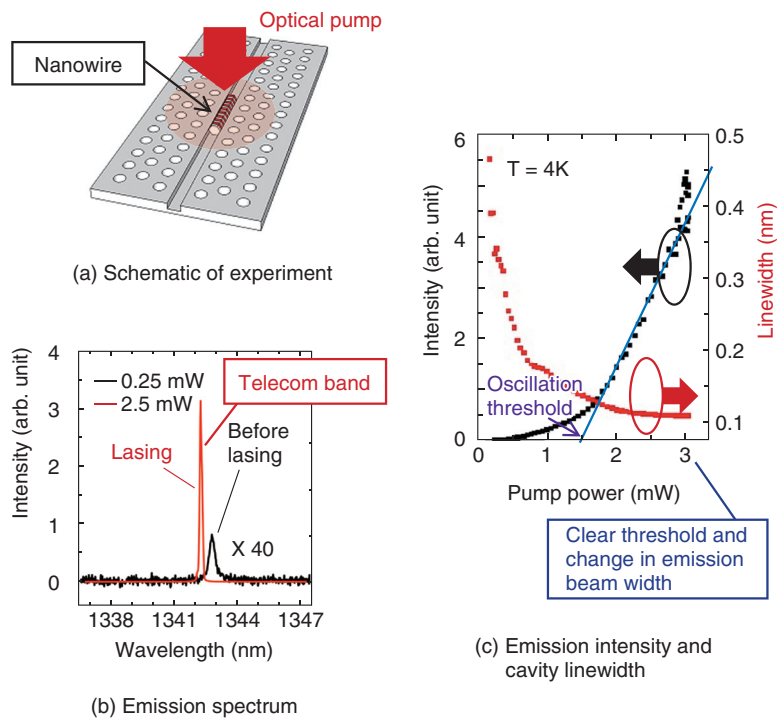 Optical pump
Nanowire
(a) Schematic of experiment
Intensity (arb. unit)
4
3
2
1
0
0.25 mW
2.5 mW
Telecom band
Lasing
Before
lasing
X 40
1338
1341
1344
1347
Wavelength (nm)
(b) Emission spectrum
Intensity (arb. unit)
6
5
4
3
2
1
0
T = 4K
0.5
0.4
0.3
0.2
0.1
Linewidth (nm)
Oscillation
threshold
0
1
2
3
Pump power (mW)
Clear threshold and
change in emission
beam width
(c) Emission intensity and
cavity linewidth